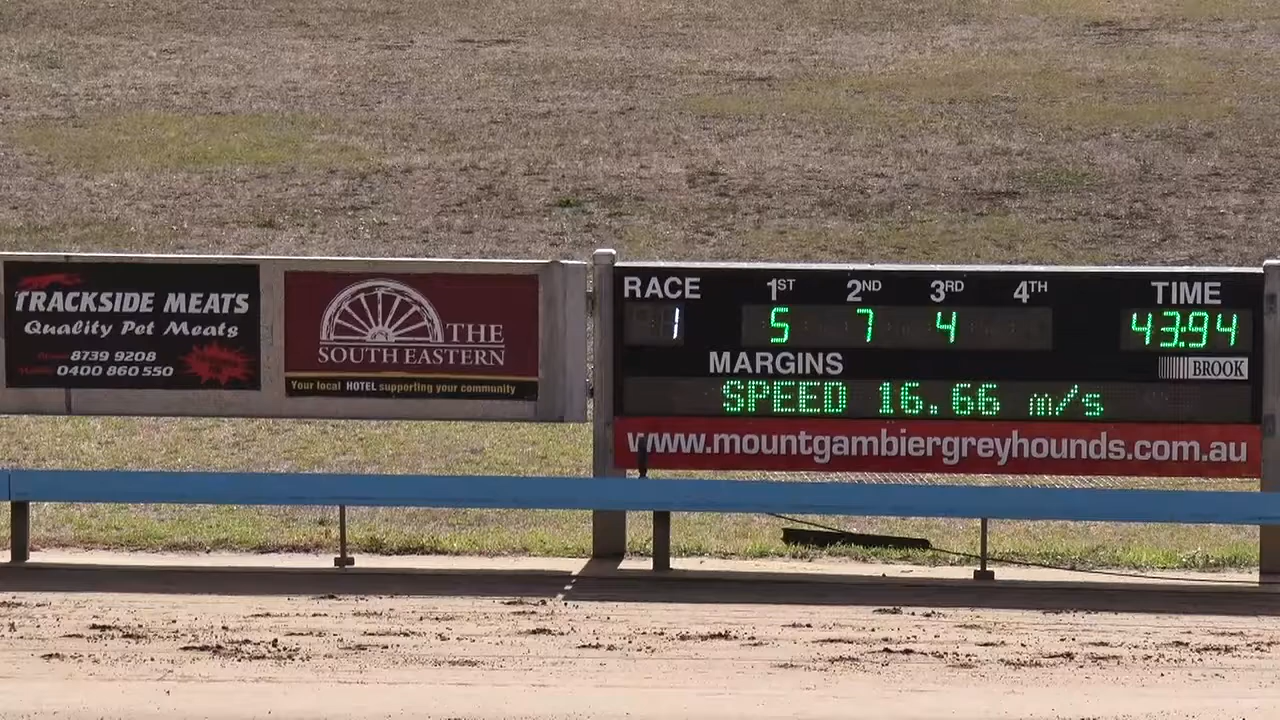 TRACKSIDE MEATS
Quality Pet Meats
8739 9208
0400 860 550
THE
SOUTH EASTERN
Your local HOTEL supporting your community
RACE 1ST 2ND 3RD 4TH TIME
1 5 7 4 43:94
MARGINS BROOK
SPEED 16.66 m/s
www.mountgambiergreyhounds.com.au